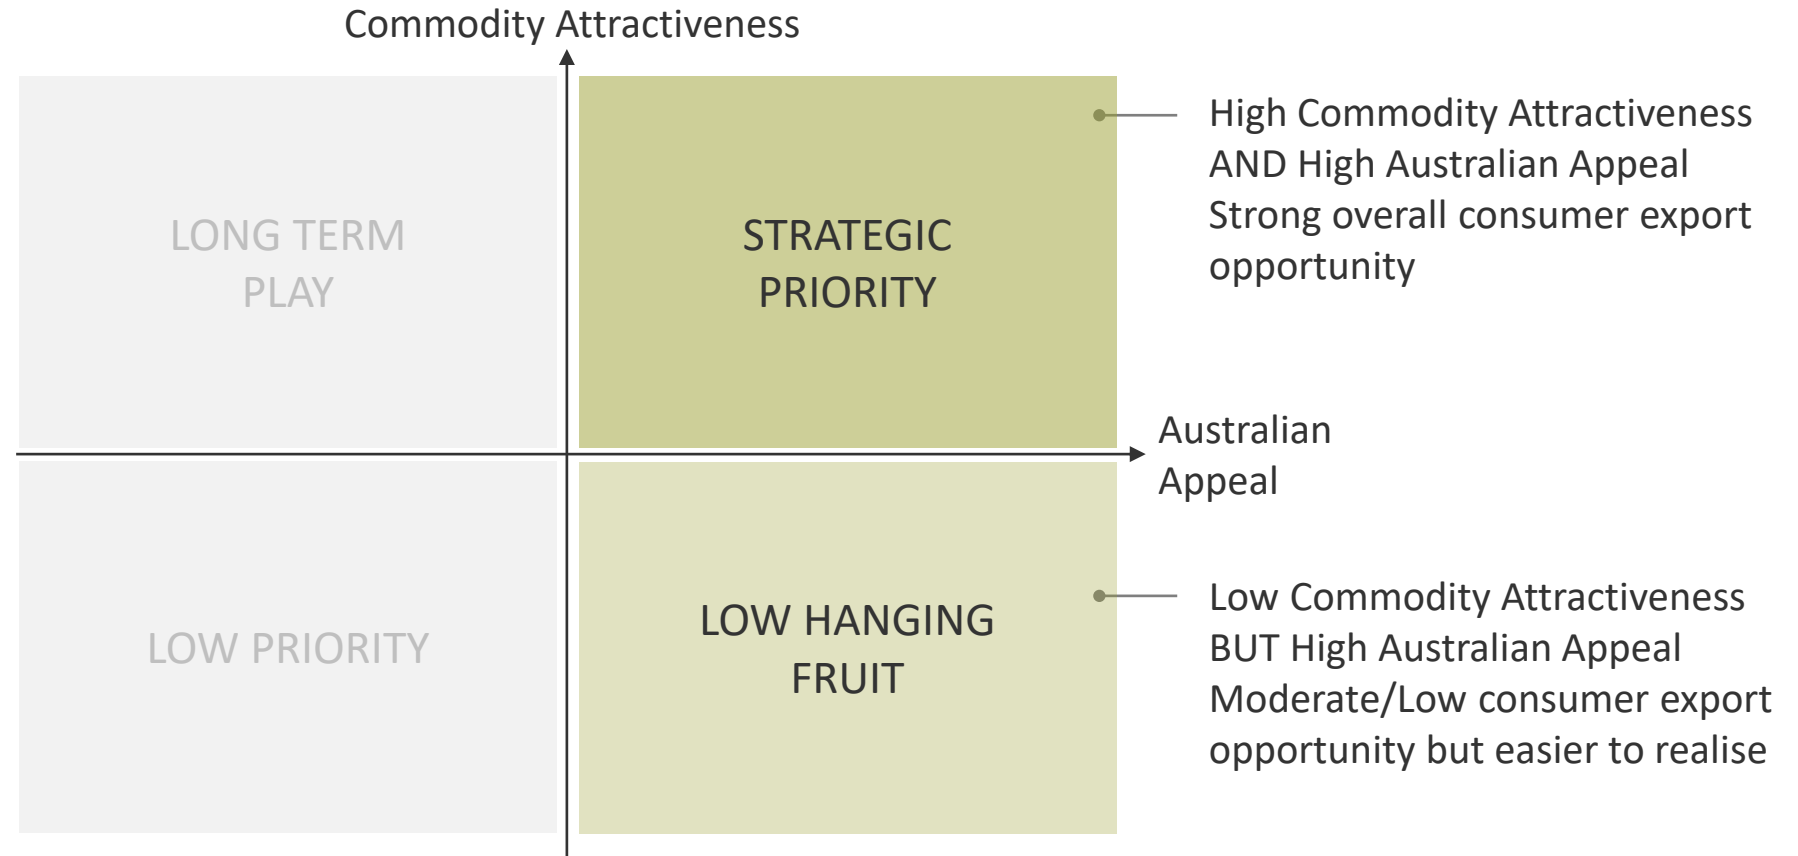 Commodity Attractiveness
LONG TERM
PLAY
STRATEGIC
PRIORITY
High Commodity Attractiveness
AND High Australian Appeal
Strong overall consumer export
opportunity
Australian
Appeal
LOW PRIORITY
LOW HANGING
FRUIT
Low Commodity Attractiveness
BUT High Australian Appeal
Moderate/Low consumer export
opportunity but easier to realise